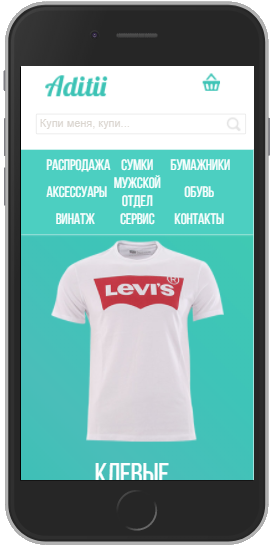 Aditii
Купи меня, купи...
РАСПРОДАЖА СУМКИ БУМАЖНИКИ
АКСЕССУАРЫ МУЖСКОЙ ОТДЕЛ ОБУВЬ
ВИНАТЖ СЕРВИС КОНТАКТЫ
LEVI'S ®
КЛЕВЫЕ